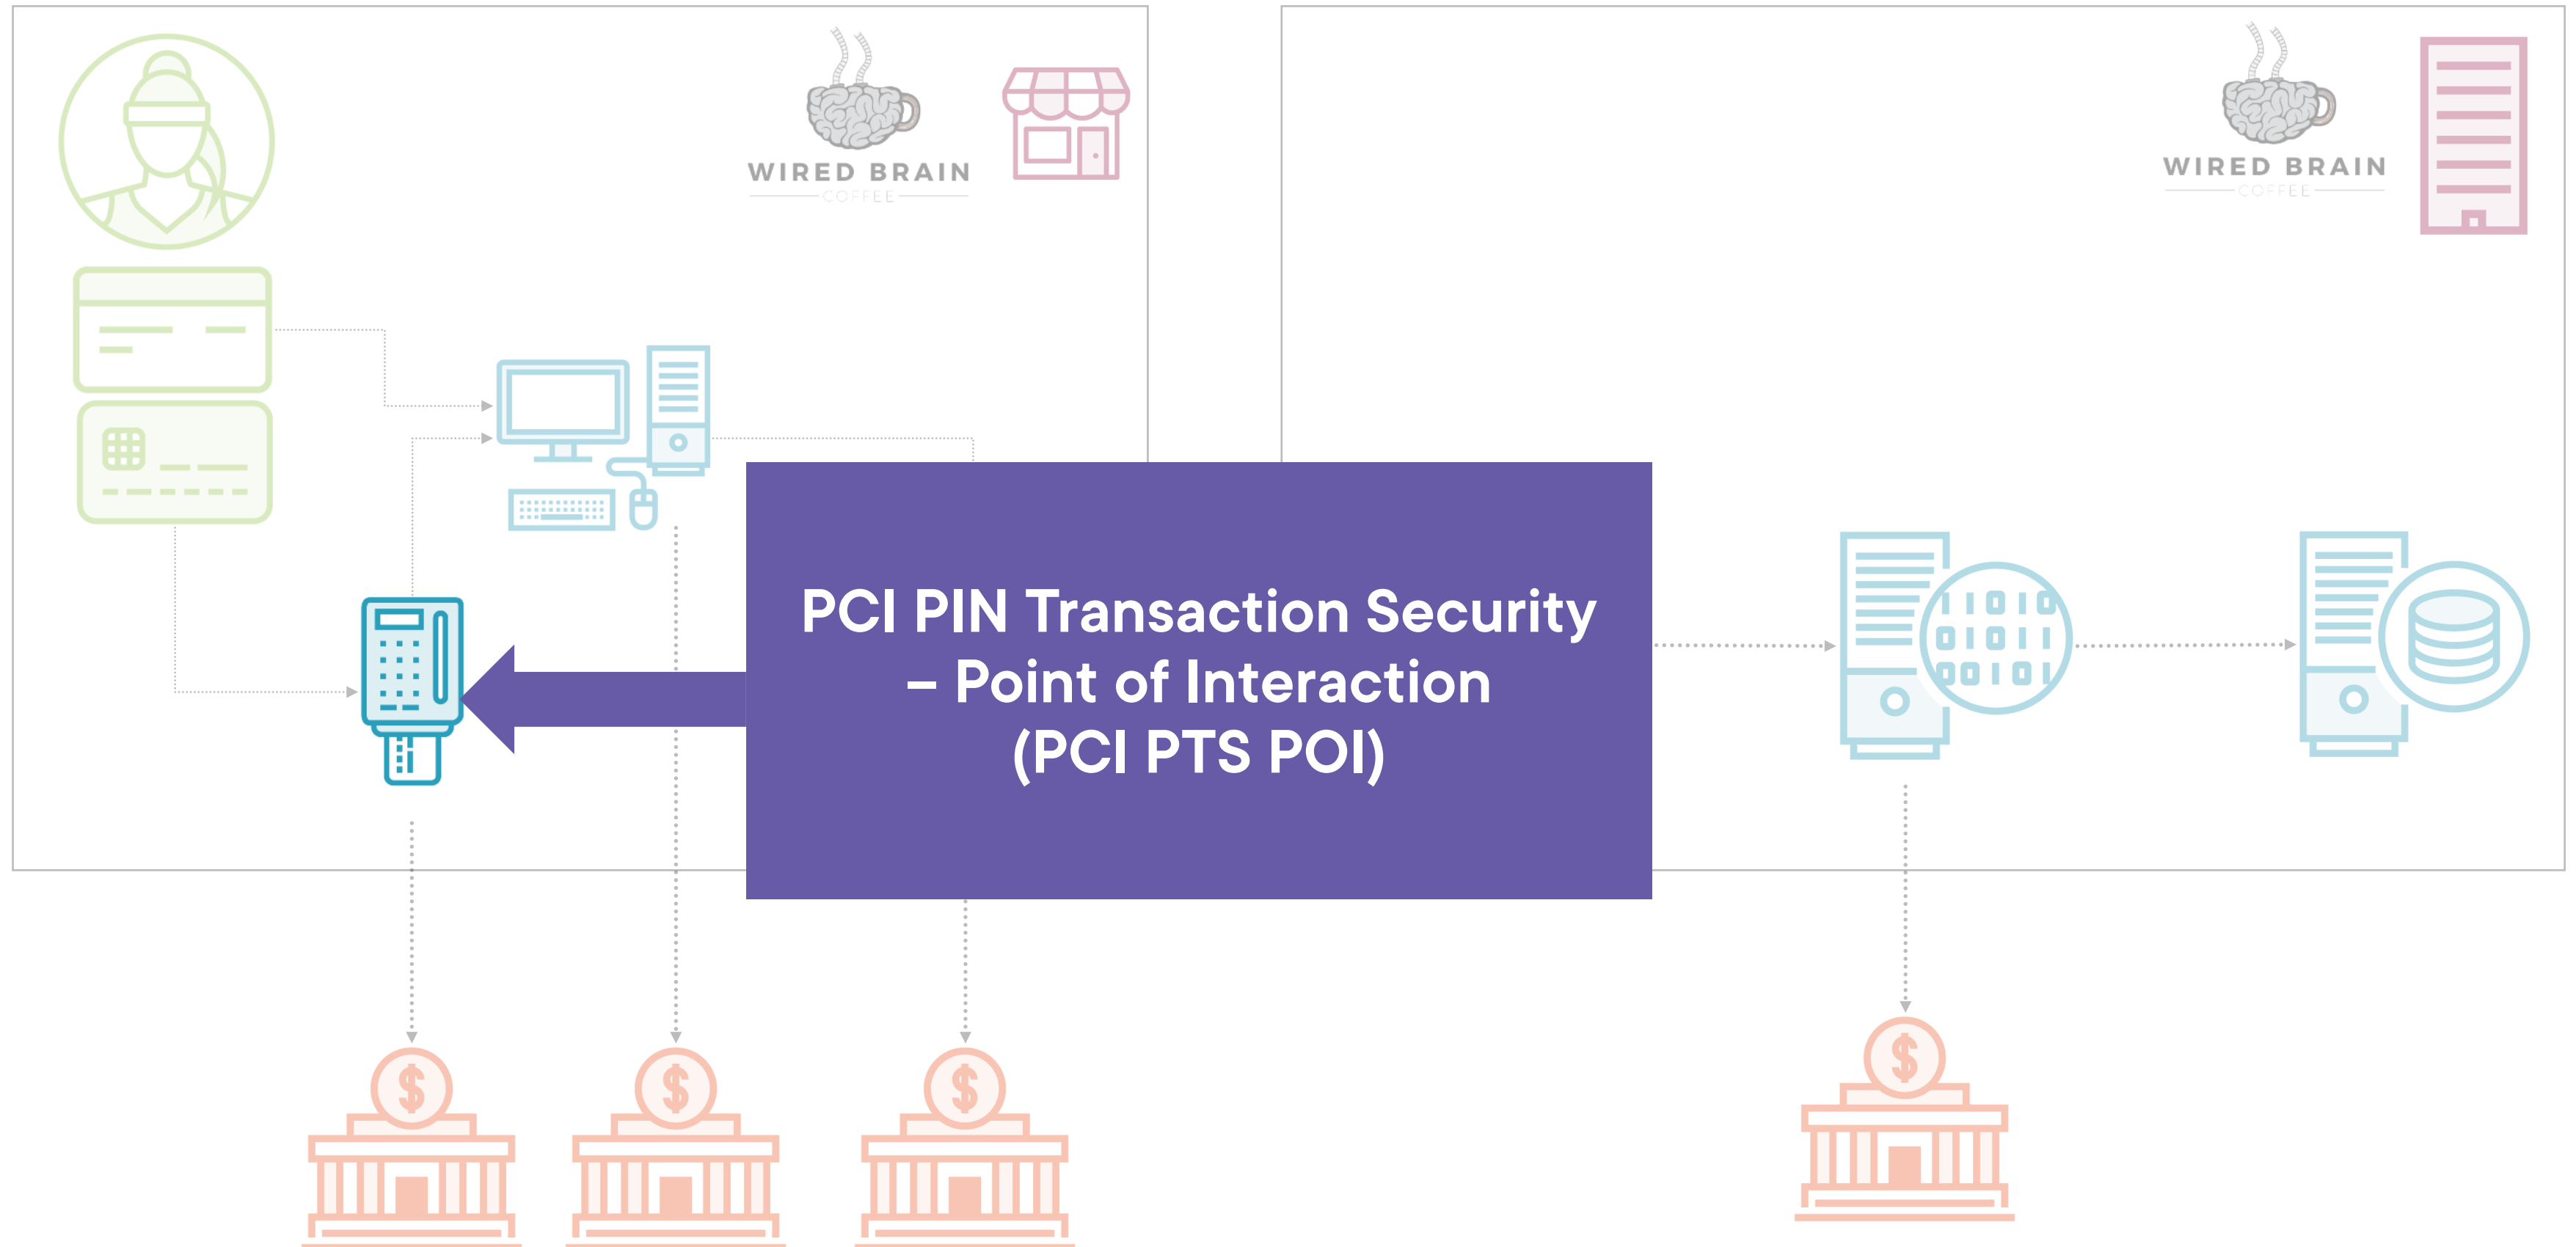 WIRED BRAIN
COFFEE
WIRED BRAIN
COFFEE
PCI PIN Transaction Security
– Point of Interaction
(PCI PTS POI)
$
$
$
$